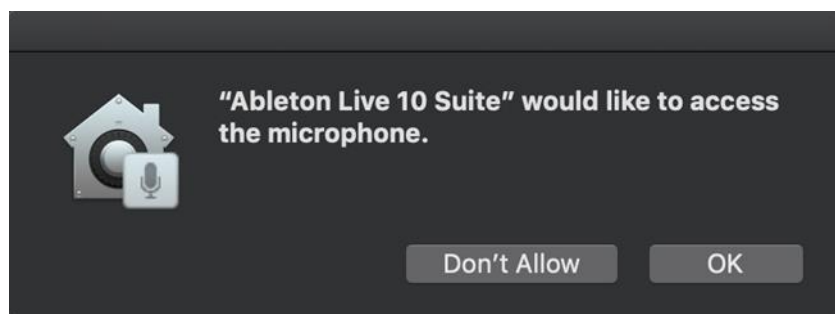 “Ableton Live 10 Suite” would like to access
the microphone.
Don’t Allow
OK